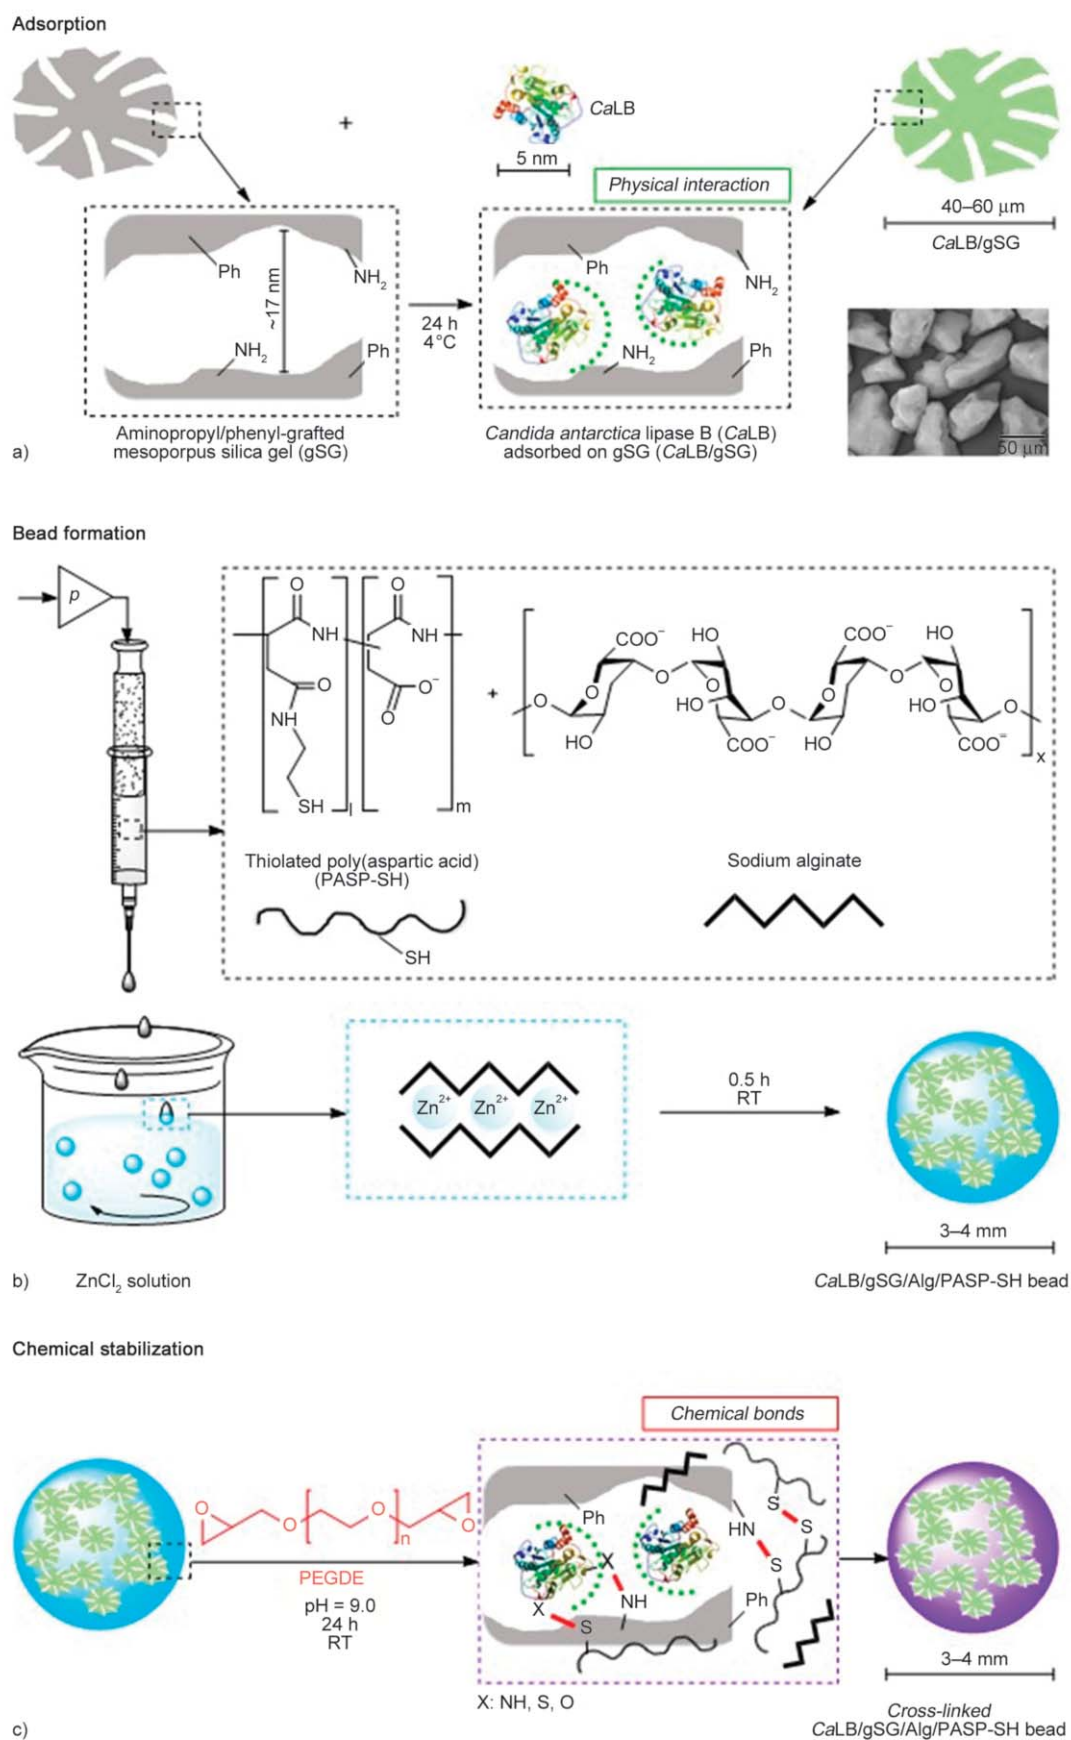 Adsorption
+
CaLB
5 nm
Physical interaction
40–60 μm
CaLB/gSG
Ph
NH2
~17 nm
NH2
Ph
24 h
4°C
Ph
NH2
NH2
Ph
50 μm
Aminopropyl/phenyl-grafted
mesoporpus silica gel (gSG)
Candida antarctica lipase B (CaLB)
adsorbed on gSG (CaLB/gSG)
a)
Bead formation
p
O
NH
O
NH
SH
l
O
NH
O⁻
O
m
+
O
HO
COO⁻
O
O
HO
HO
O
COO⁻
O
HO
COO⁻
O
O
HO
HO
O
COO⁻
O
x
Thiolated poly(aspartic acid)
(PASP-SH)
SH
Sodium alginate
Zn²⁺ Zn²⁺ Zn²⁺
0.5 h
RT
3–4 mm
b) ZnCl2 solution
CaLB/gSG/Alg/PASP-SH bead
Chemical stabilization
Chemical bonds
O
O
O
n
O
PEGDE
pH = 9.0
24 h
RT
Ph
X
NH
X
S
HN
S
S
S
Ph
X: NH, S, O
3–4 mm
Cross-linked
CaLB/gSG/Alg/PASP-SH bead
c)